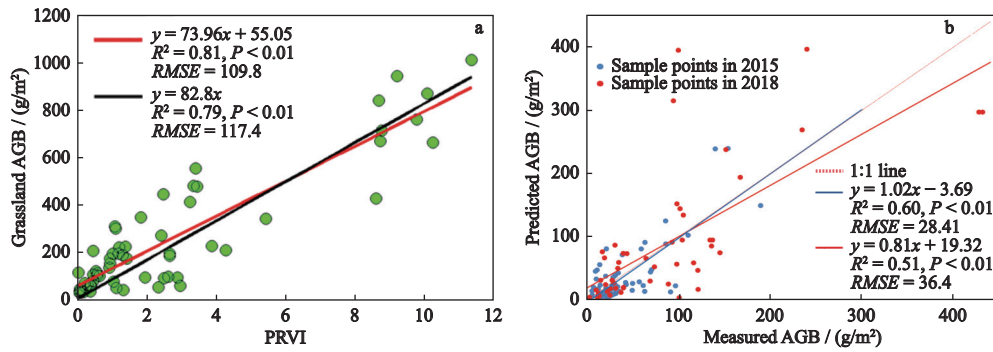 a
1200
1000
800
600
400
200
0
Grassland AGB / (g/m²)
y = 73.96x + 55.05
R² = 0.81, P < 0.01
RMSE = 109.8
y = 82.8x
R² = 0.79, P < 0.01
RMSE = 117.4
0 2 4 6 8 10 12
PRVI
b
400
300
200
100
0
Predicted AGB / (g/m²)
Sample points in 2015
Sample points in 2018
1:1 line
y = 1.02x − 3.69
R² = 0.60, P < 0.01
RMSE = 28.41
y = 0.81x + 19.32
R² = 0.51, P < 0.01
RMSE = 36.4
0 100 200 300 400
Measured AGB / (g/m²)